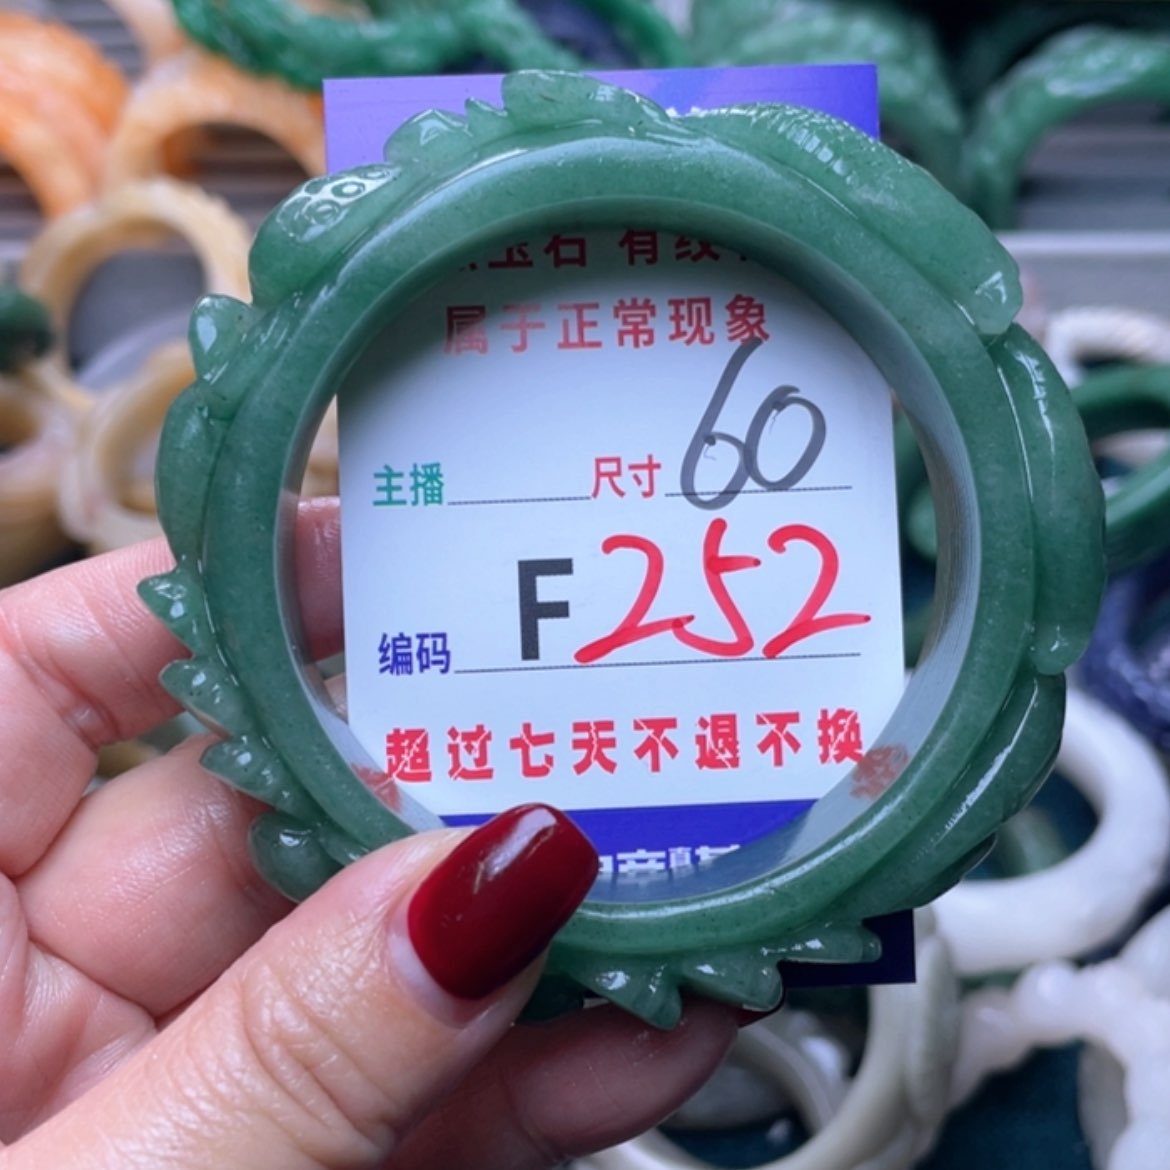 玉石 有纹
属于正常现象
主播 尺寸 60
编码 F252
超过七天不退不换